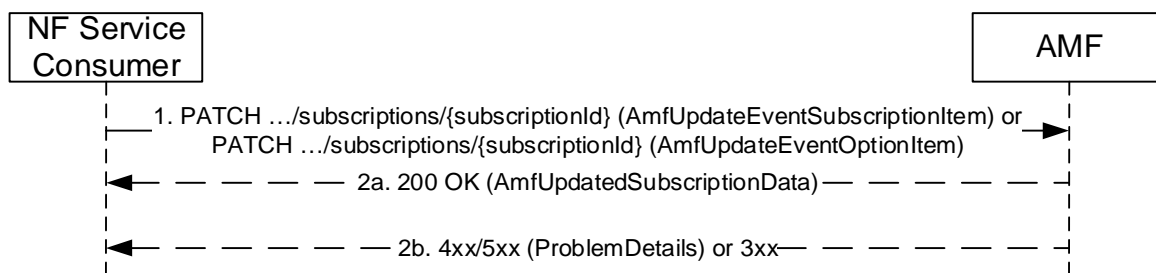 NF Service
Consumer
AMF
1. PATCH …/subscriptions/{subscriptionId} (AmfUpdateEventSubscriptionItem) or
PATCH …/subscriptions/{subscriptionId} (AmfUpdateEventOptionItem)
2a. 200 OK (AmfUpdatedSubscriptionData)
2b. 4xx/5xx (ProblemDetails) or 3xx